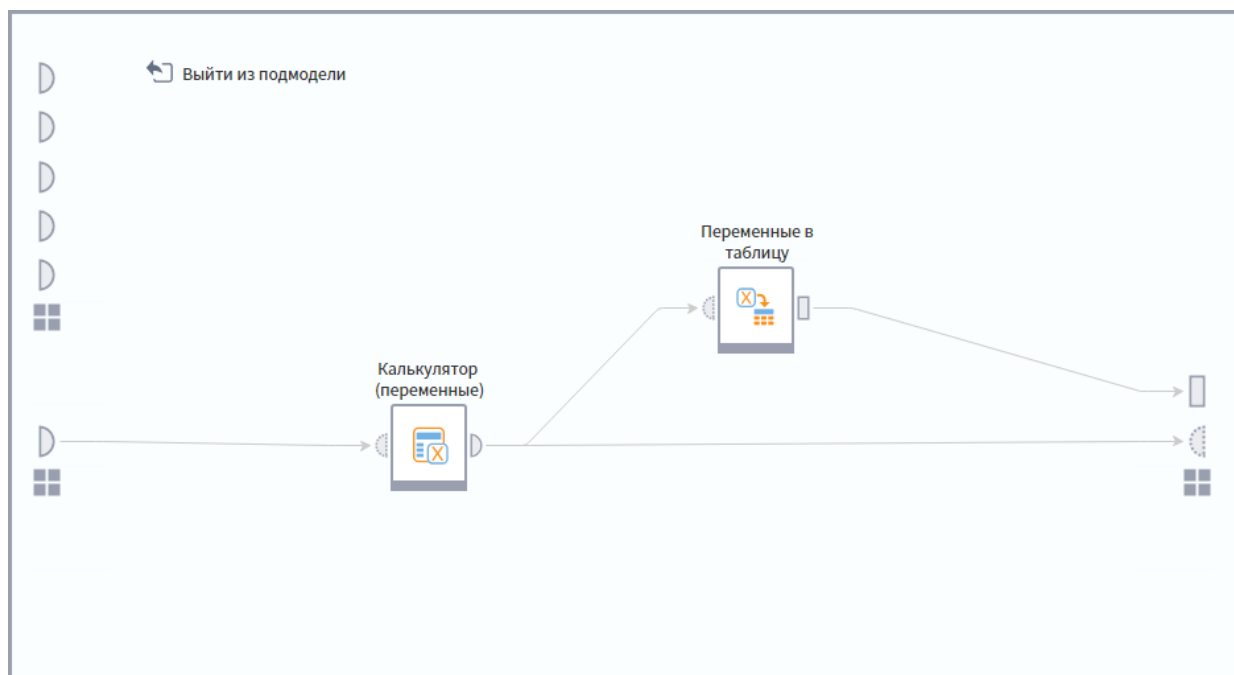 Выйти из подмодели
Переменные в
таблицу
Калькулятор
(переменные)